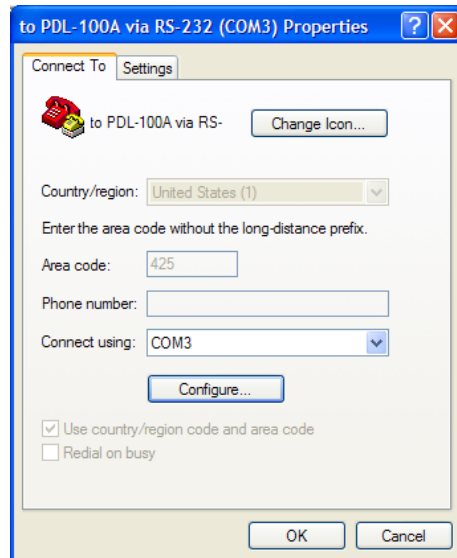 to PDL-100A via RS-232 (COM3) Properties
Connect To Settings
to PDL-100A via RS- Change Icon...
Country/region: United States (1)
Enter the area code without the long-distance prefix.
Area code: 425
Phone number:
Connect using: COM3
Configure...
Use country/region code and area code
Redial on busy
OK Cancel